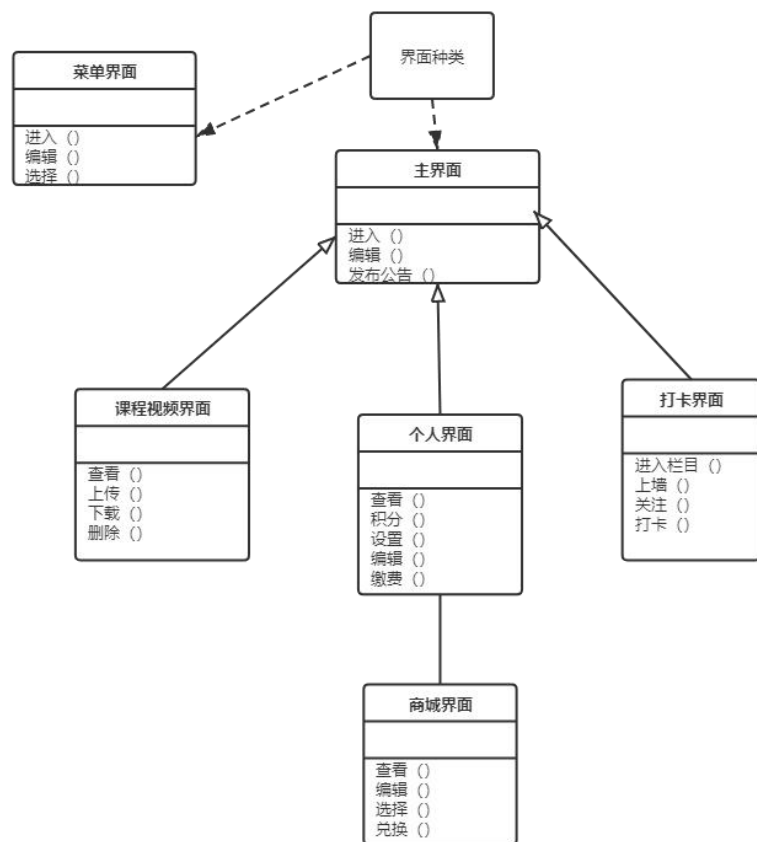 界面种类
菜单界面
进入（）
编辑（）
选择（）
主界面
进入（）
编辑（）
发布公告（）
课程视频界面
查看（）
上传（）
下载（）
删除（）
个人界面
查看（）
积分（）
设置（）
编辑（）
缴费（）
打卡界面
进入栏目（）
上墙（）
关注（）
打卡（）
商城界面
查看（）
编辑（）
选择（）
兑换（）